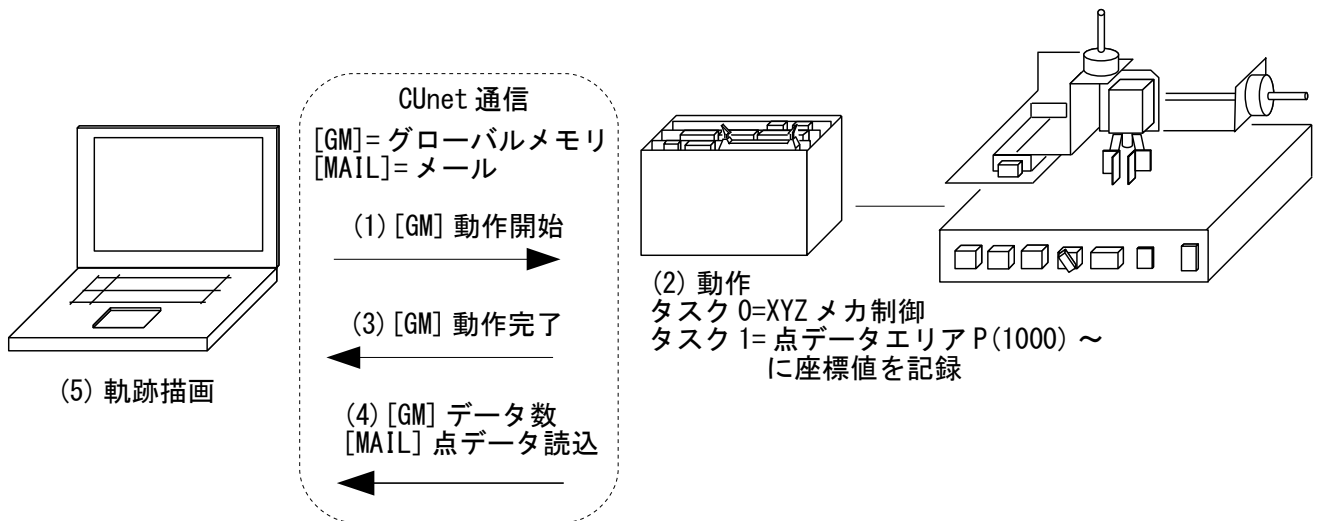 CUnet 通信
[GM]= グローバルメモリ
[MAIL]= メール
(1) [GM] 動作開始
(2) 動作
タスク 0=XYZ メカ制御
タスク 1= 点データエリア P(1000) ～
に座標値を記録
(3) [GM] 動作完了
(4) [GM] データ数
[MAIL] 点データ読込
(5) 軌跡描画